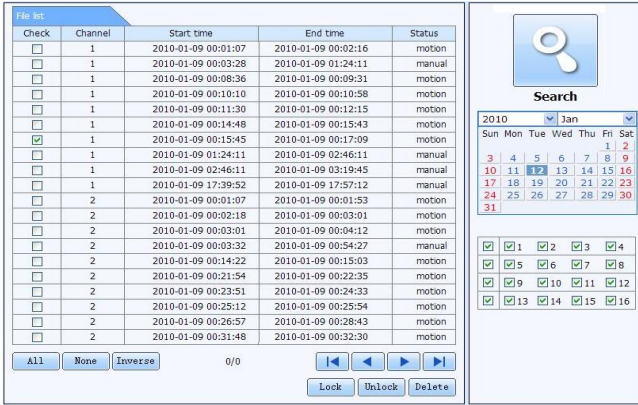 File list
Check Channel Start time End time Status
1 2010-01-09 00:01:07 2010-01-09 00:02:16 motion
1 2010-01-09 00:03:28 2010-01-09 01:24:11 manual
1 2010-01-09 00:08:36 2010-01-09 00:09:31 motion
1 2010-01-09 00:10:10 2010-01-09 00:10:58 motion
1 2010-01-09 00:11:30 2010-01-09 00:12:15 motion
1 2010-01-09 00:14:48 2010-01-09 00:15:43 motion
1 2010-01-09 00:15:45 2010-01-09 00:17:09 motion
1 2010-01-09 01:24:11 2010-01-09 02:46:11 manual
1 2010-01-09 02:46:11 2010-01-09 03:19:45 manual
1 2010-01-09 17:39:52 2010-01-09 17:57:12 manual
2 2010-01-09 00:01:07 2010-01-09 00:01:53 motion
2 2010-01-09 00:02:18 2010-01-09 00:03:01 motion
2 2010-01-09 00:03:01 2010-01-09 00:04:12 motion
2 2010-01-09 00:03:32 2010-01-09 00:54:27 manual
2 2010-01-09 00:14:22 2010-01-09 00:15:03 motion
2 2010-01-09 00:21:54 2010-01-09 00:22:35 motion
2 2010-01-09 00:23:51 2010-01-09 00:24:33 motion
2 2010-01-09 00:25:12 2010-01-09 00:25:54 motion
2 2010-01-09 00:26:57 2010-01-09 00:28:43 motion
2 2010-01-09 00:31:48 2010-01-09 00:32:30 motion
All None Inverse 0/0
Lock Unlock Delete
Search
2010 Jan
Sun Mon Tue Wed Thu Fri Sat
1 2
3 4 5 6 7 8 9
10 11 12 13 14 15 16
17 18 19 20 21 22 23
24 25 26 27 28 29 30
31
1 2 3 4
5 6 7 8
9 10 11 12
13 14 15 16